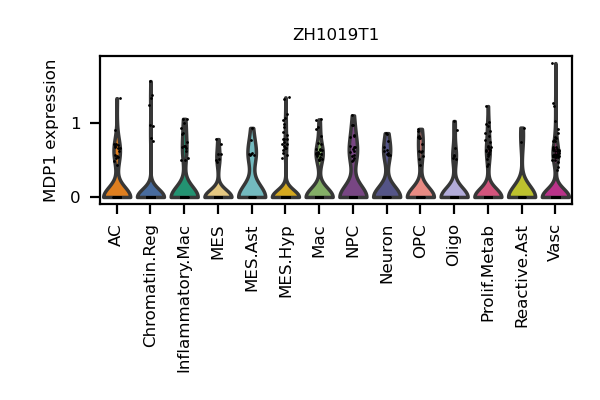 ZH1019T1
MDP1 expression
1
0
AC
Chromatin.Reg
Inflammatory.Mac
MES
MES.Ast
MES.Hyp
Mac
NPC
Neuron
OPC
Oligo
Prolif.Metab
Reactive.Ast
Vasc